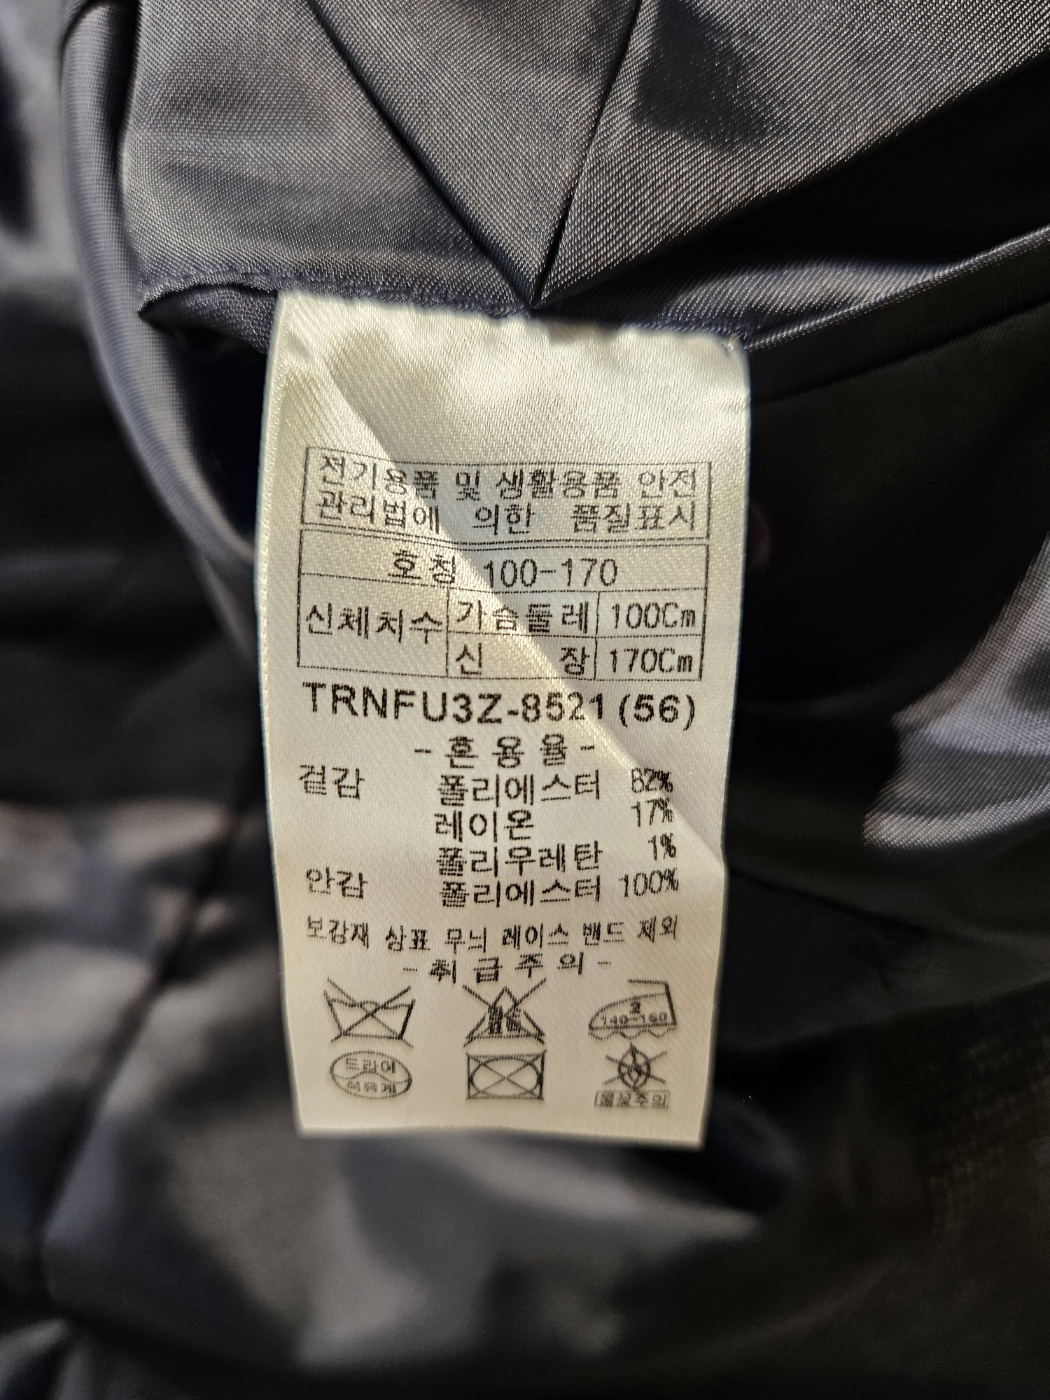 전기용품 및 생활용품 안전
관리법에 의한 품질표시
호칭 100-170
신체치수 가슴둘레 100Cm
신장 170Cm
TRNFU3Z-8521(56)
-혼용율-
겉감 폴리에스터 82%
레이온 17%
폴리우레탄 1%
안감 폴리에스터 100%
보강재 상표 무늬 레이스 밴드 제외
-취급주의-
2
140~160
드라이